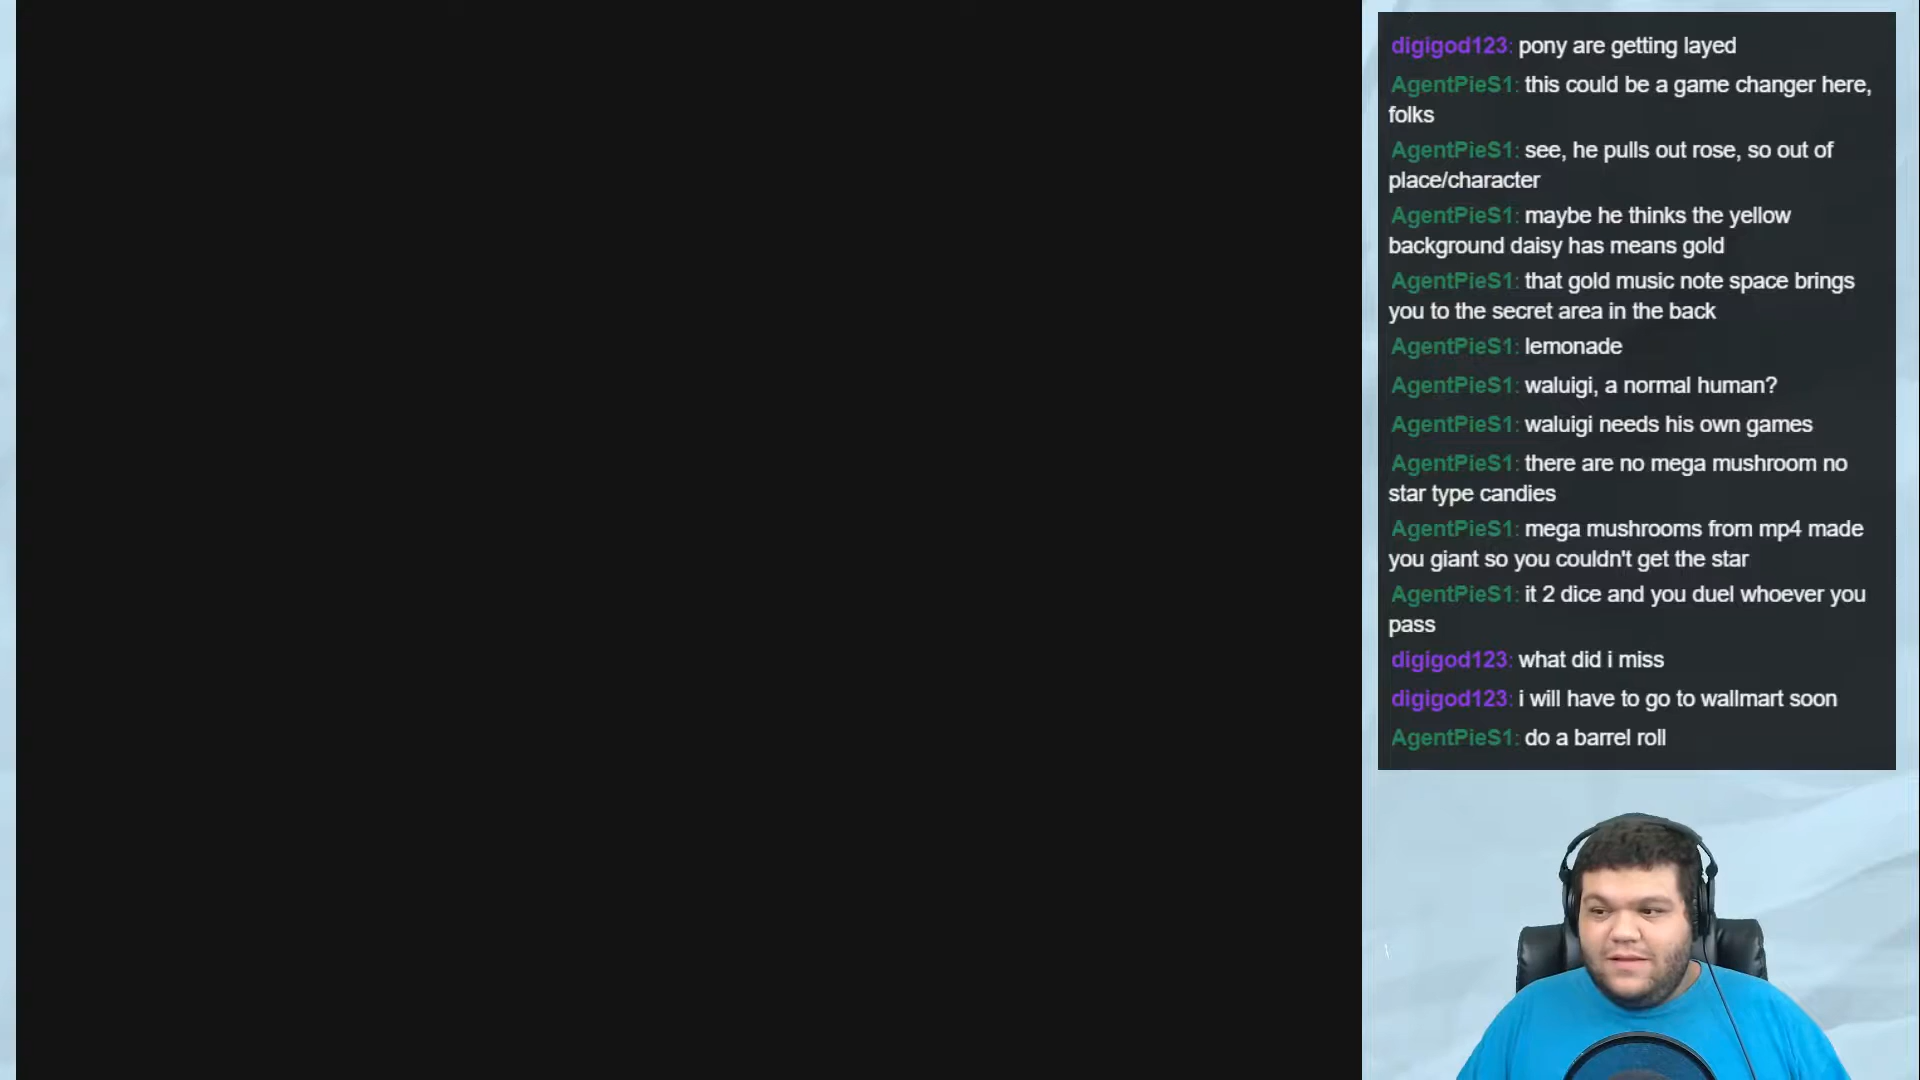 digigod123: pony are getting layed
AgentPieS1: this could be a game changer here,
folks
AgentPieS1: see, he pulls out rose, so out of
place/character
AgentPieS1: maybe he thinks the yellow
background daisy has means gold
AgentPieS1: that gold music note space brings
you to the secret area in the back
AgentPieS1: lemonade
AgentPieS1: waluigi, a normal human?
AgentPieS1: waluigi needs his own games
AgentPieS1: there are no mega mushroom no
star type candies
AgentPieS1: mega mushrooms from mp4 made
you giant so you couldn't get the star
AgentPieS1: it 2 dice and you duel whoever you
pass
digigod123: what did i miss
digigod123: i will have to go to wallmart soon
AgentPieS1: do a barrel roll